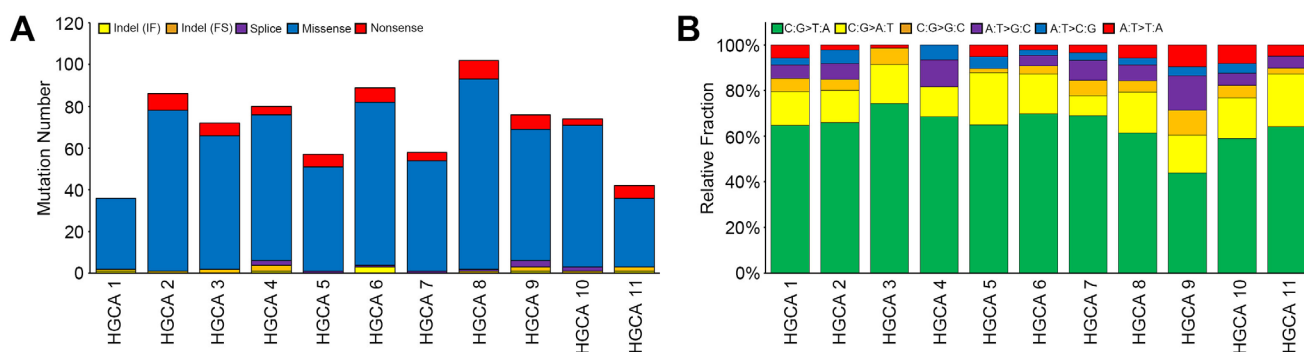 A
Indel (IF) Indel (FS) Splice Missense Nonsense
Mutation Number
120
100
80
60
40
20
0
HGCA 1
HGCA 2
HGCA 3
HGCA 4
HGCA 5
HGCA 6
HGCA 7
HGCA 8
HGCA 9
HGCA 10
HGCA 11
B
C:G>T:A C:G>A:T C:G>G:C A:T>G:C A:T>C:G A:T>T:A
Relative Fraction
100%
80%
60%
40%
20%
0%
HGCA 1
HGCA 2
HGCA 3
HGCA 4
HGCA 5
HGCA 6
HGCA 7
HGCA 8
HGCA 9
HGCA 10
HGCA 11